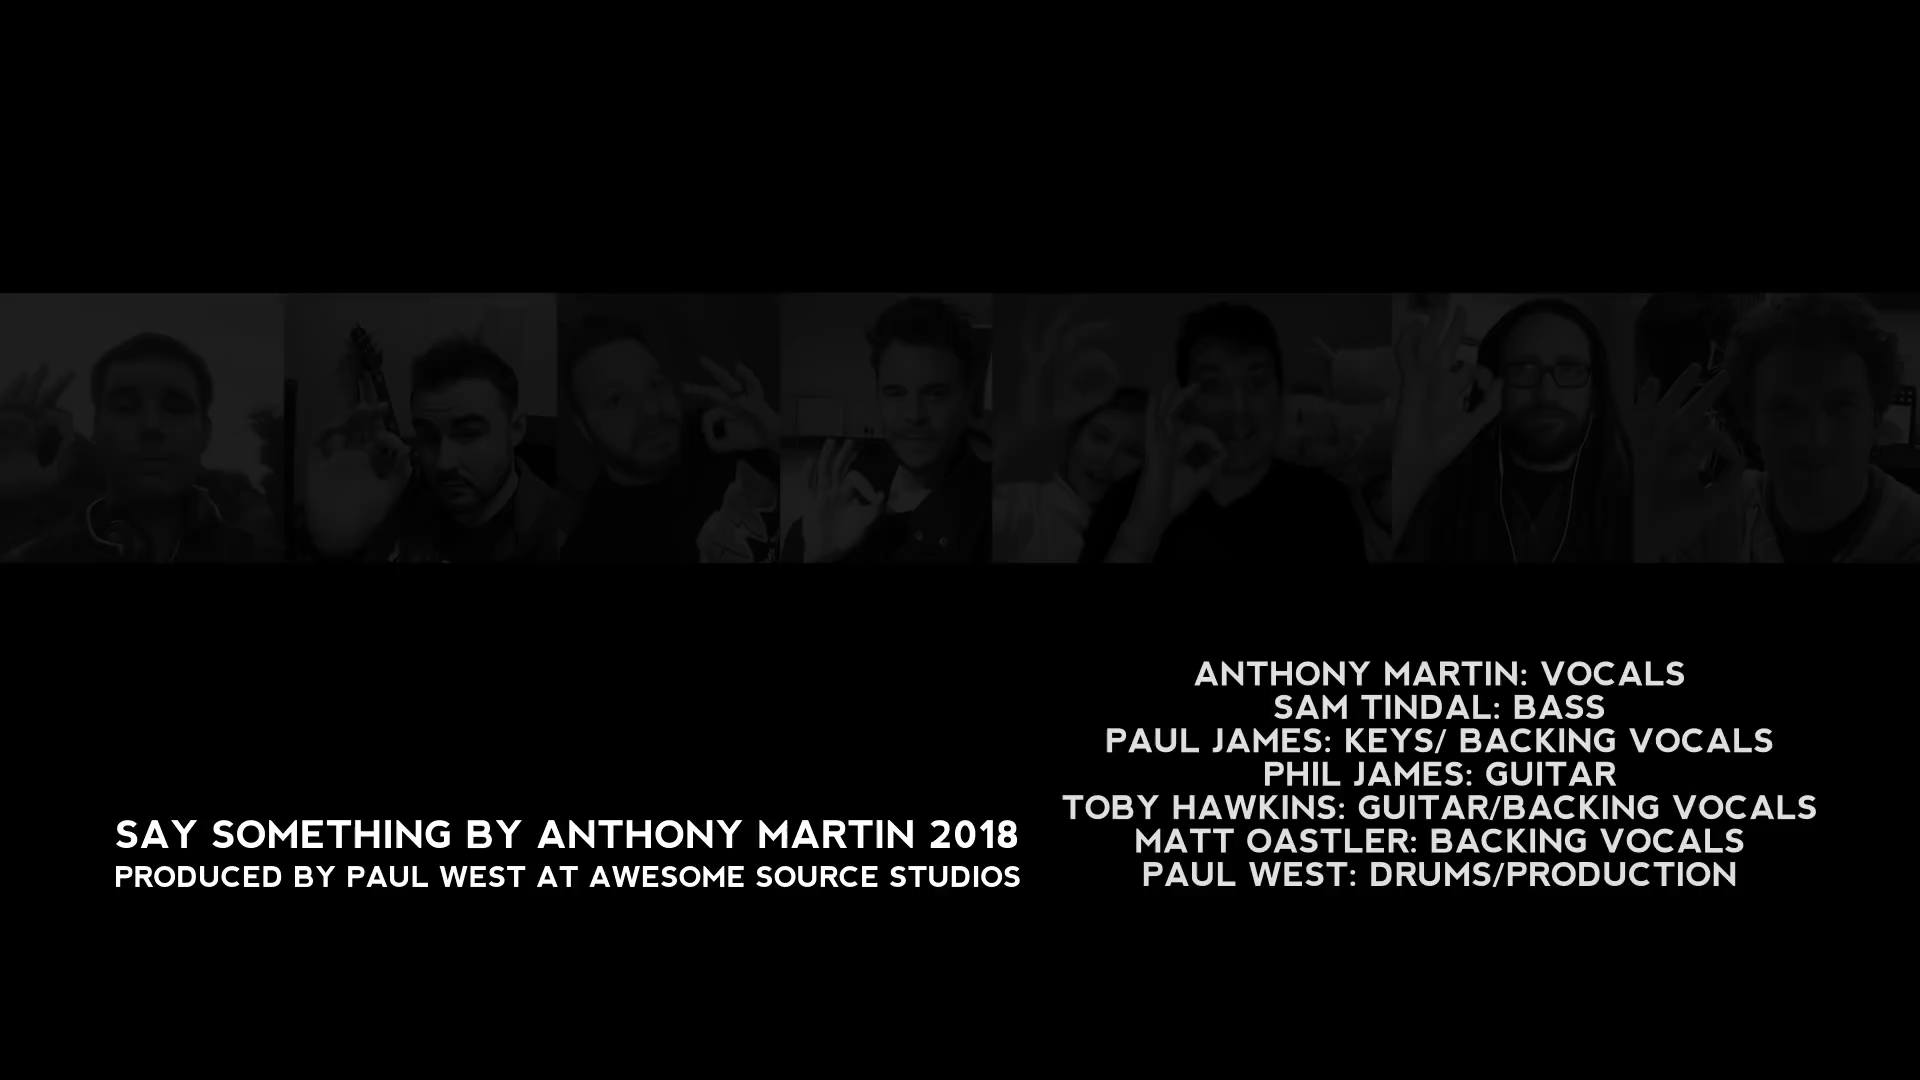 SAY SOMETHING BY ANTHONY MARTIN 2018
PRODUCED BY PAUL WEST AT AWESOME SOURCE STUDIOS
ANTHONY MARTIN: VOCALS
SAM TINDAL: BASS
PAUL JAMES: KEYS/ BACKING VOCALS
PHIL JAMES: GUITAR
TOBY HAWKINS: GUITAR/BACKING VOCALS
MATT OASTLER: BACKING VOCALS
PAUL WEST: DRUMS/PRODUCTION